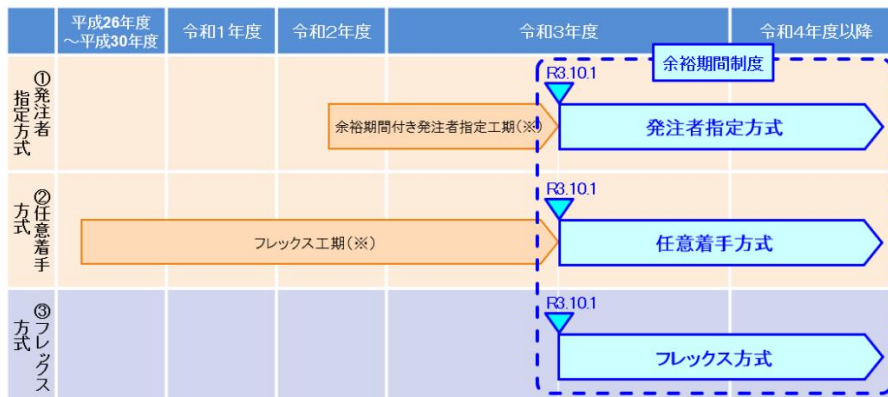 平成26年度
～平成30年度
令和1年度
令和2年度
令和3年度
令和4年度以降
余裕期間制度
①発注者
指定方式
余裕期間付き発注者指定工期(※)
R3.10.1
発注者指定方式
②任意着手
方式
フレックス工期(※)
R3.10.1
任意着手方式
③フレックス
方式
R3.10.1
フレックス方式